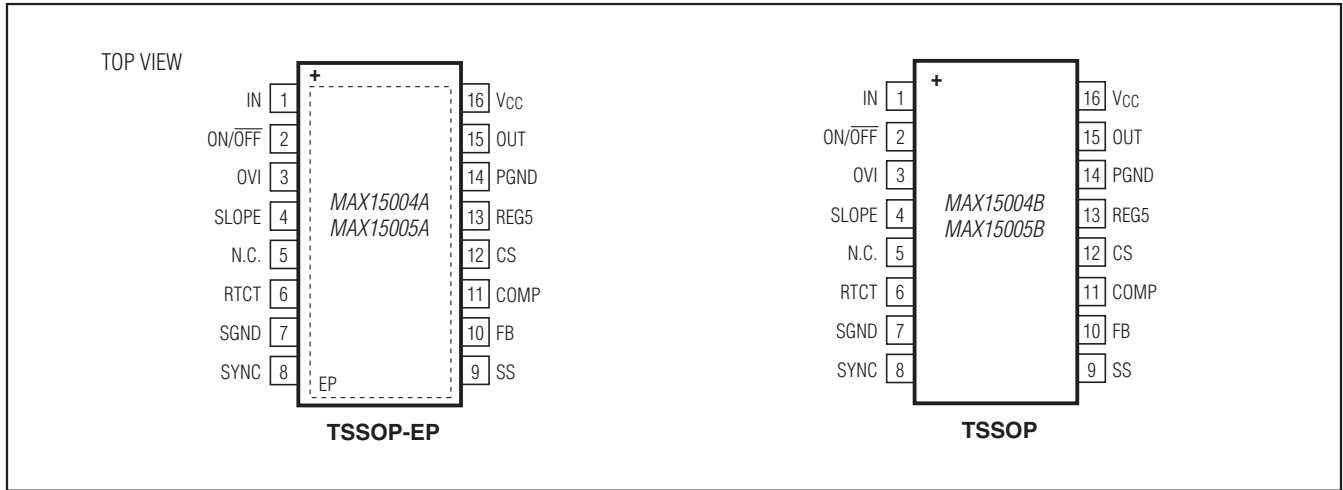 TOP VIEW
+
IN 1
ON/OFF 2
OVI 3
SLOPE 4
N.C. 5
RTCT 6
SGND 7
SYNC 8
MAX15004A
MAX15005A
EP
16 VCC
15 OUT
14 PGND
13 REG5
12 CS
11 COMP
10 FB
9 SS
TSSOP-EP
+
IN 1
ON/OFF 2
OVI 3
SLOPE 4
N.C. 5
RTCT 6
SGND 7
SYNC 8
MAX15004B
MAX15005B
16 VCC
15 OUT
14 PGND
13 REG5
12 CS
11 COMP
10 FB
9 SS
TSSOP